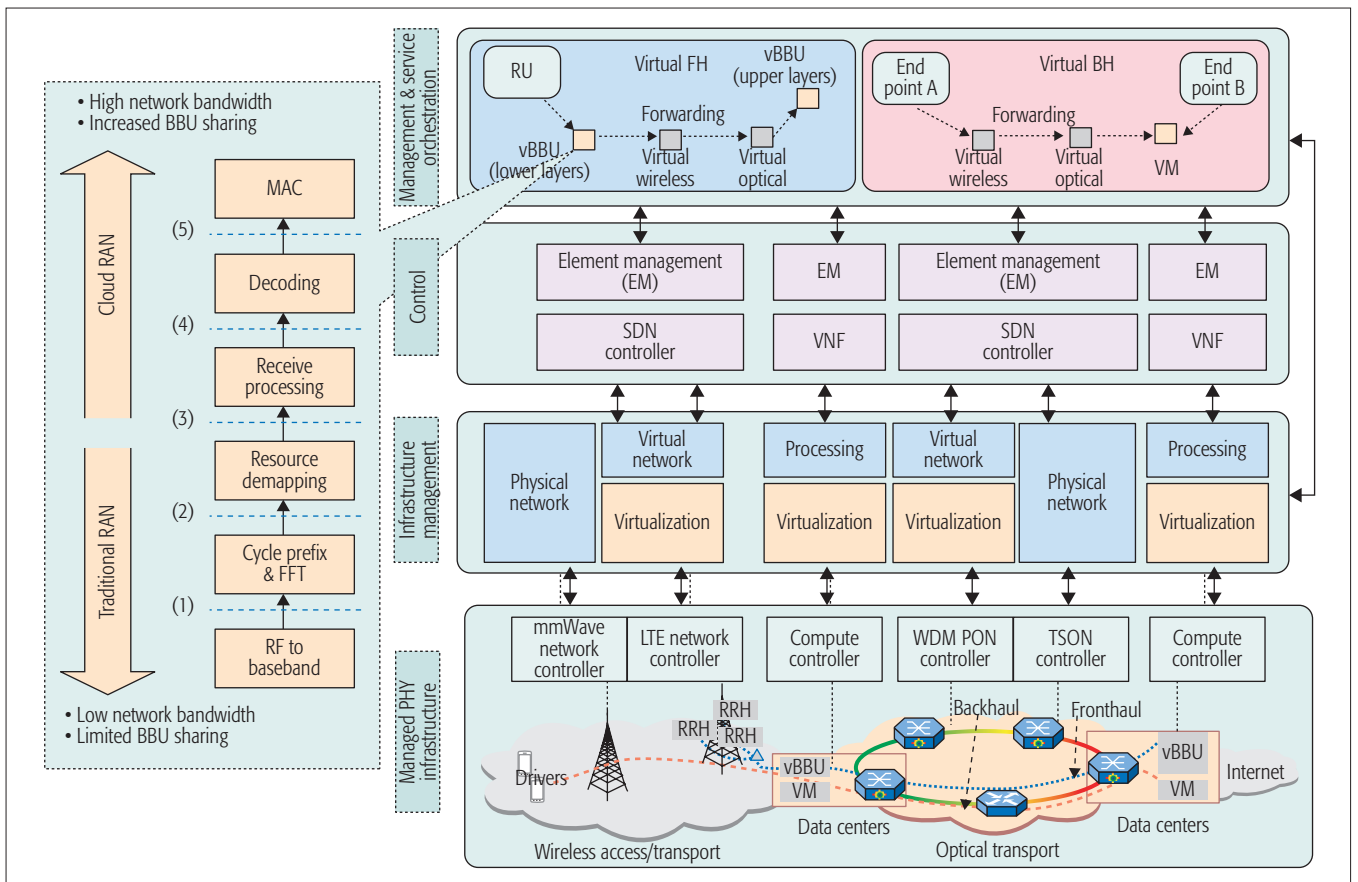 • High network bandwidth
• Increased BBU sharing
Cloud RAN
Traditional RAN
MAC
(5)
Decoding
(4)
Receive
processing
(3)
Resource
demapping
(2)
Cycle prefix
& FFT
(1)
RF to
baseband
• Low network bandwidth
• Limited BBU sharing
Management & service
orchestration
RU
Virtual FH
vBBU
(upper layers)
Forwarding
vBBU
(lower layers)
Virtual
wireless
Virtual
optical
End
point A
Virtual BH
End
point B
Forwarding
Virtual
wireless
Virtual
optical
VM
Control
Element management
(EM)
EM
Element management
(EM)
EM
SDN
controller
VNF
SDN
controller
VNF
Infrastructure
management
Physical
network
Virtual
network
Virtualization
Processing
Virtualization
Virtual
network
Virtualization
Physical
network
Processing
Virtualization
Managed PHY
infrastructure
mmWave
network
controller
LTE network
controller
Compute
controller
WDM PON
controller
TSON
controller
Compute
controller
Backhaul
Fronthaul
RRH
RRH
RRH
vBBU
VM
vBBU
VM
Drivers
Internet
Data centers
Data centers
Wireless access/transport
Optical transport